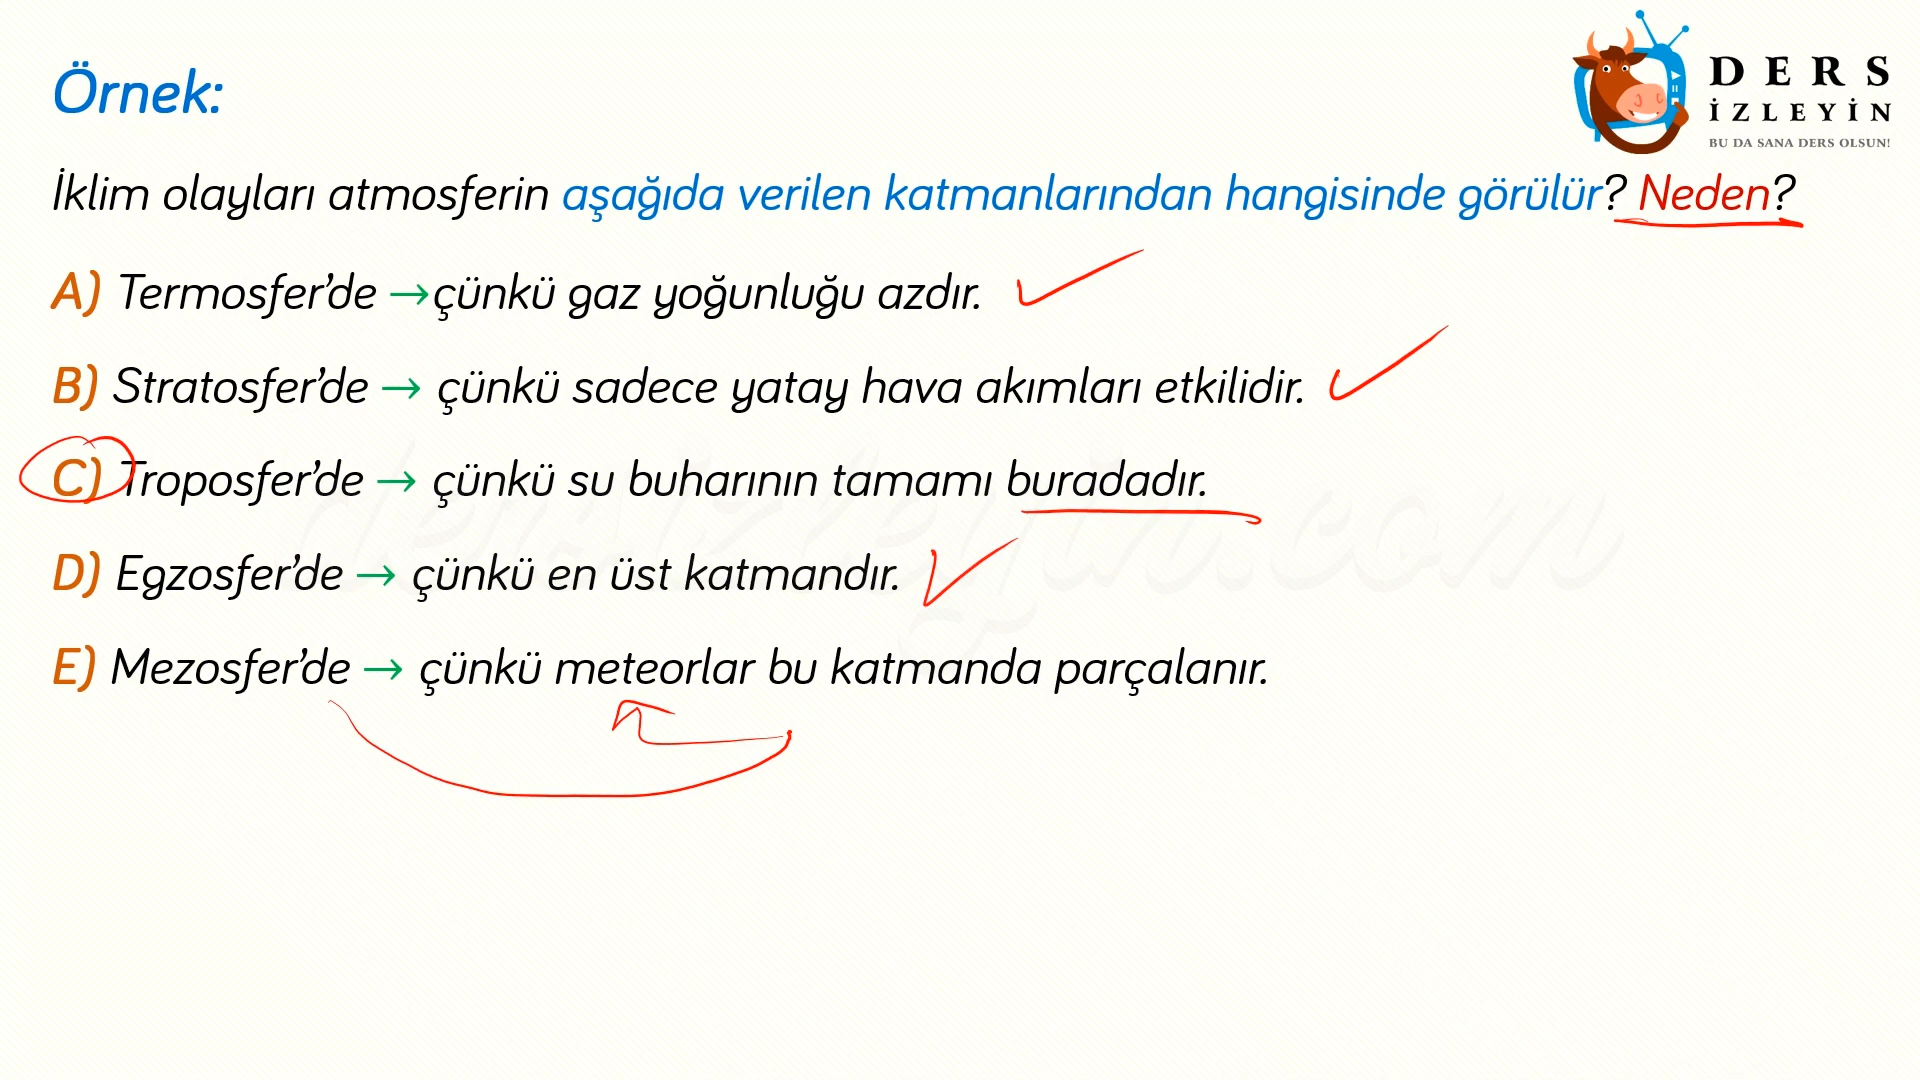 Örnek:
DERS
İZLEYİN
BU DA SANA DERS OLSUN!
İklim olayları atmosferin aşağıda verilen katmanlarından hangisinde görülür? Neden?
A) Termosfer’de →çünkü gaz yoğunluğu azdır.
B) Stratosfer’de → çünkü sadece yatay hava akımları etkilidir.
C) Troposfer’de → çünkü su buharının tamamı buradadır.
D) Egzosfer’de → çünkü en üst katmandır.
E) Mezosfer’de → çünkü meteorlar bu katmanda parçalanır.
dersizleyin.com